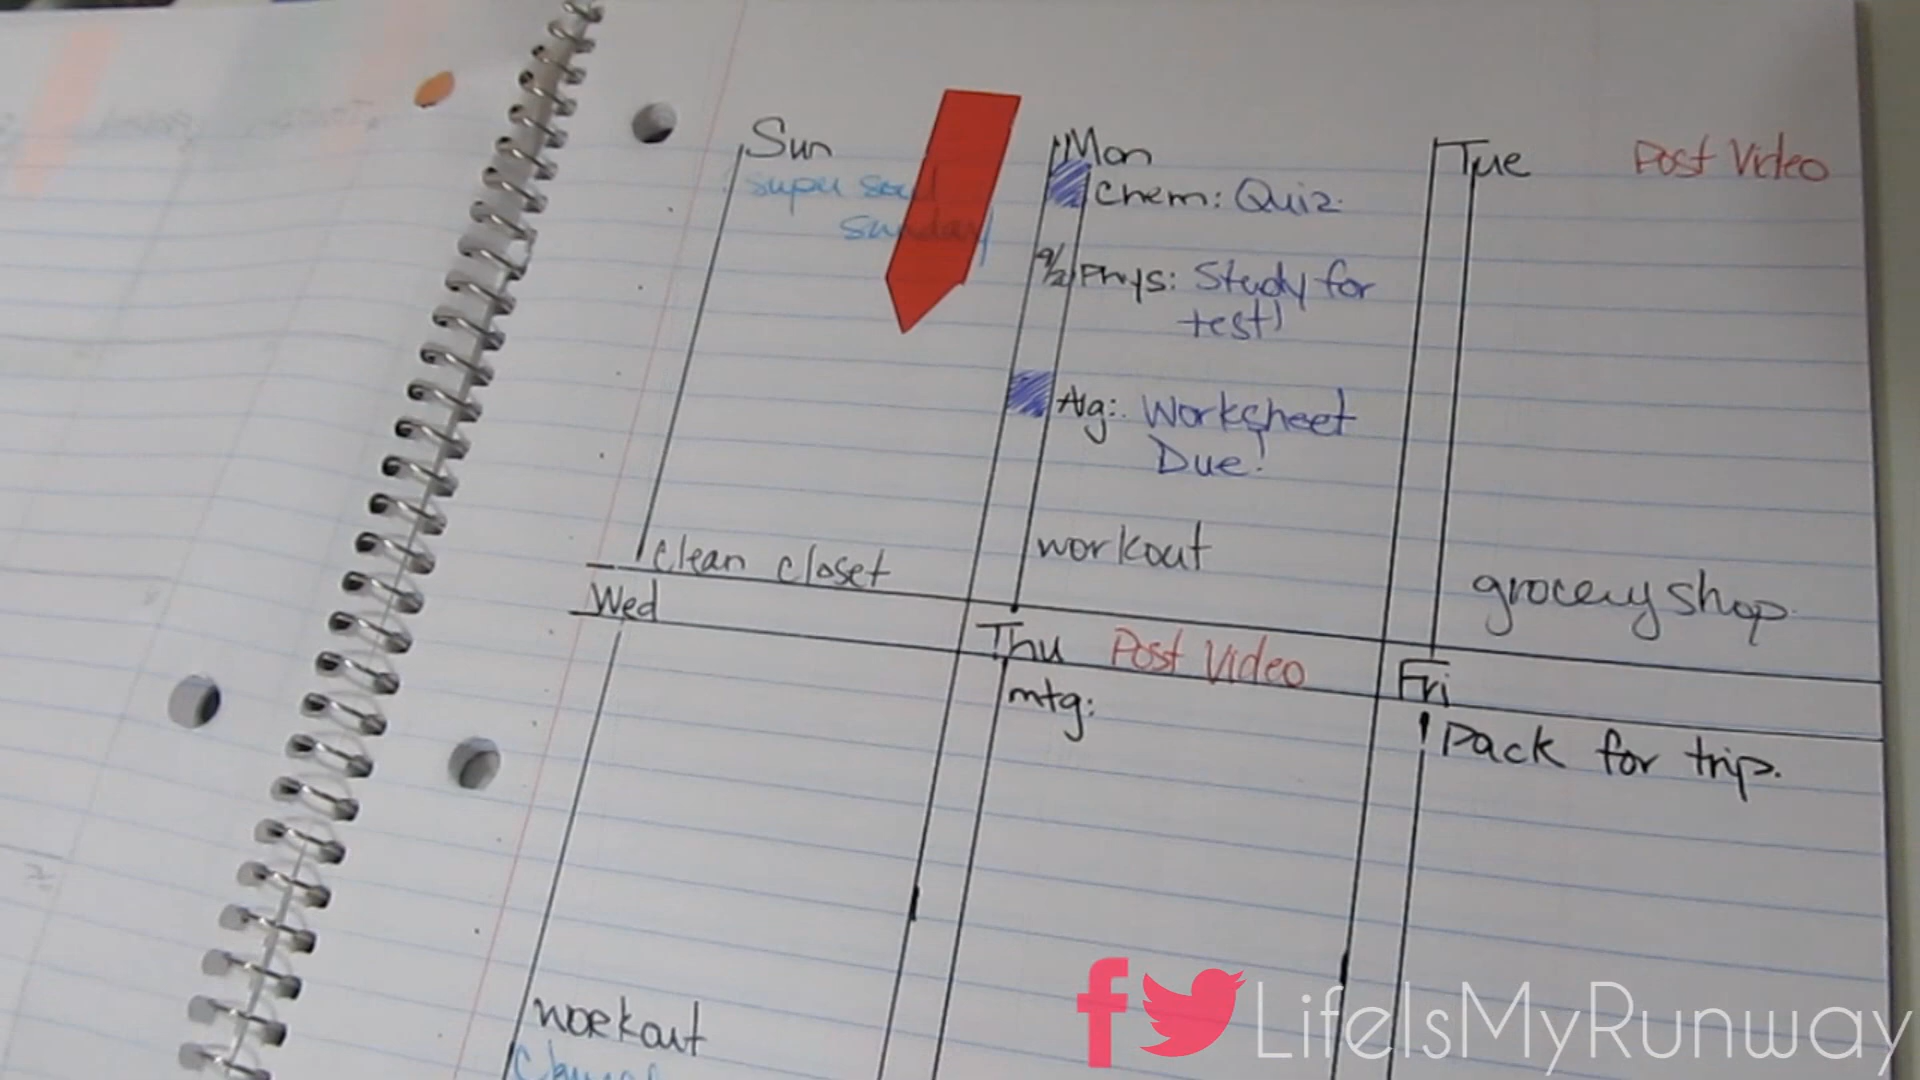 Sun
super soul
sunday
clean closet
Mon
Chem: Quiz
9/2 Phys: Study for
test!
Alg: Worksheet
Due!
workout
Tue Post Video
grocery shop
Wed
workout
Thu Post Video
mtg:
Fri
! Pack for trip.
f LifeIsMyRunway